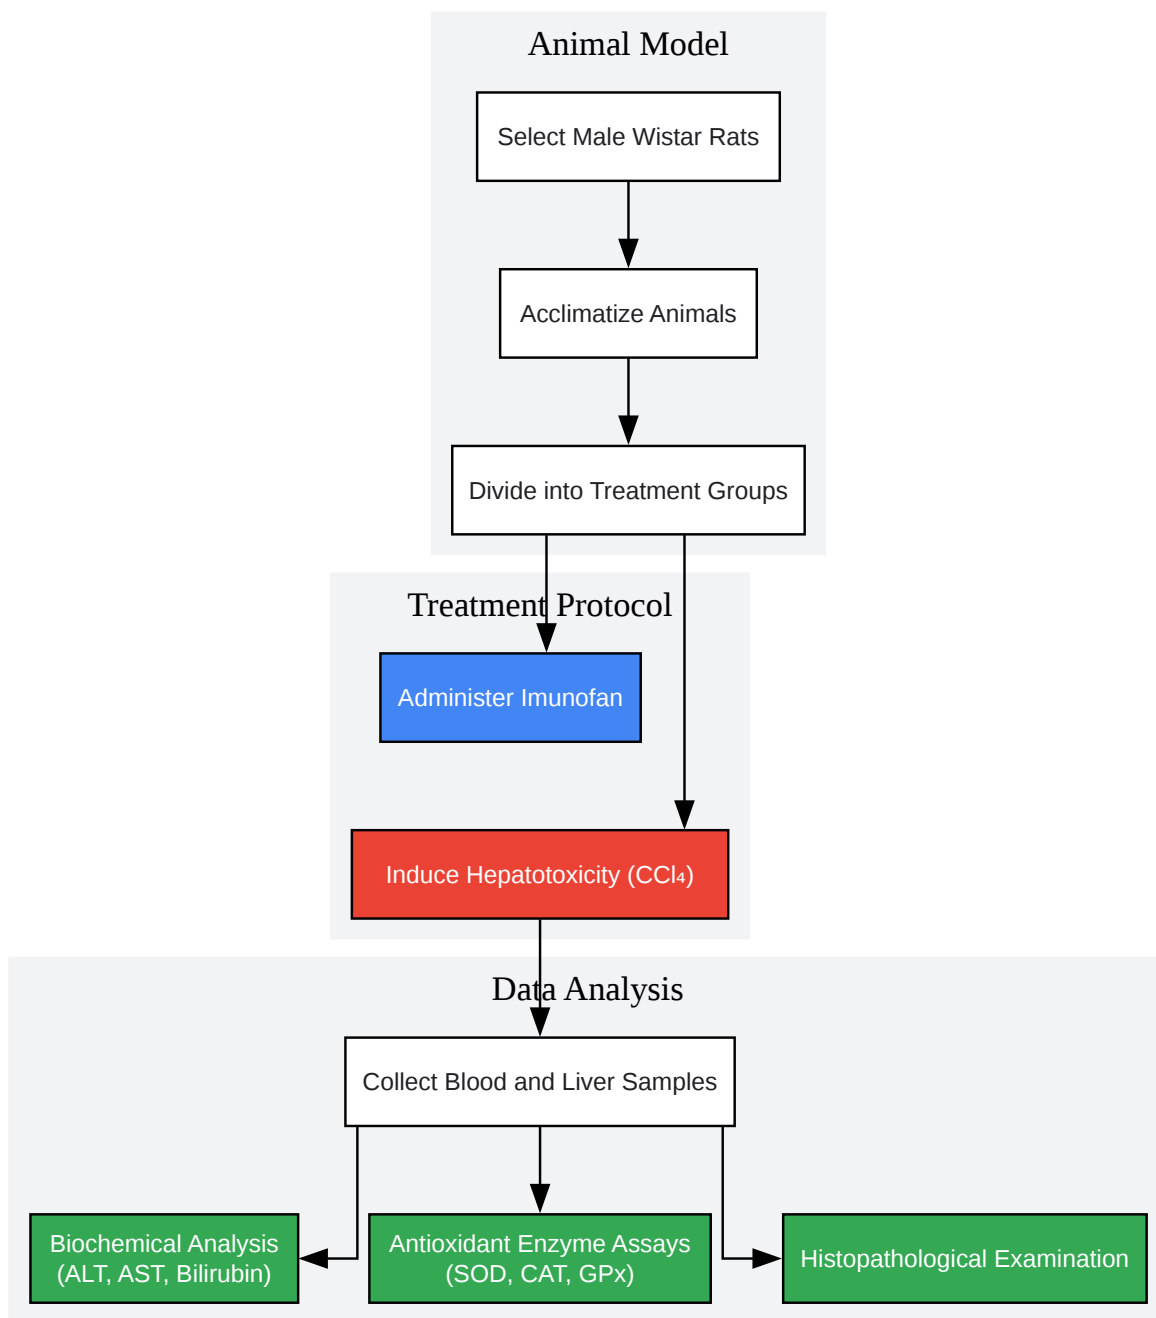 Animal Model
Select Male Wistar Rats
Acclimatize Animals
Divide into Treatment Groups
Treatment Protocol
Administer Imunofan
Induce Hepatotoxicity (CCl₄)
Data Analysis
Collect Blood and Liver Samples
Biochemical Analysis
(ALT, AST, Bilirubin)
Antioxidant Enzyme Assays
(SOD, CAT, GPx)
Histopathological Examination